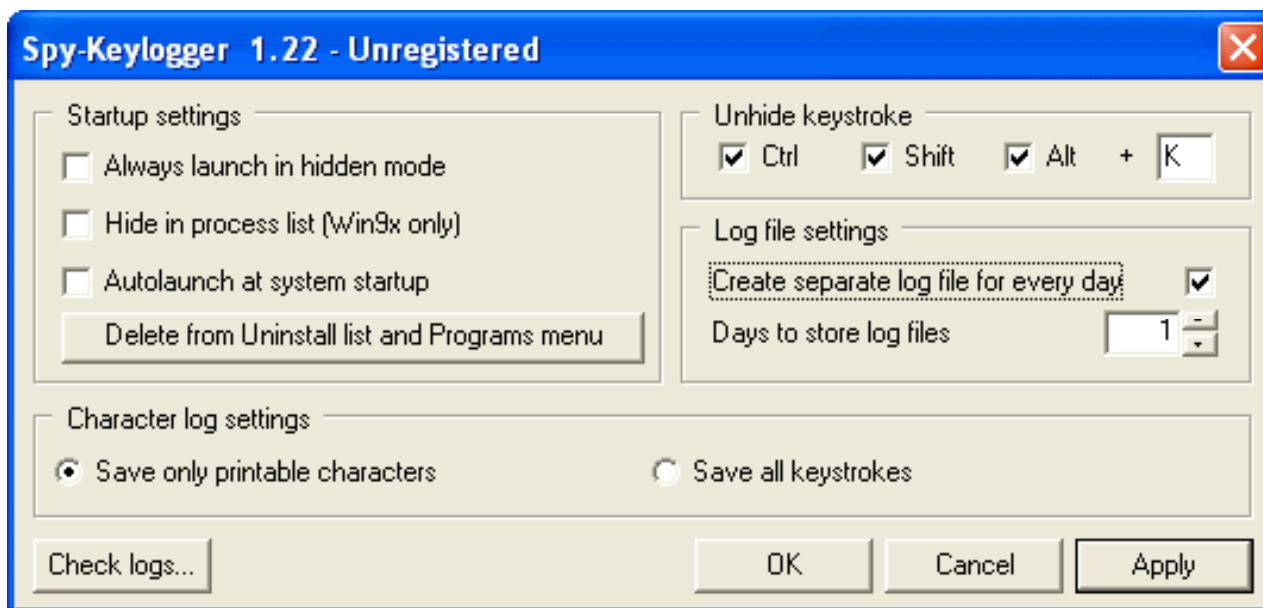 Spy-Keylogger 1.22 - Unregistered
Startup settings
Always launch in hidden mode
Hide in process list (Win9x only)
Autolaunch at system startup
Delete from Uninstall list and Programs menu
Unhide keystroke
Ctrl Shift Alt + K
Log file settings
Create separate log file for every day
Days to store log files 1
Character log settings
Save only printable characters Save all keystrokes
Check logs... OK Cancel Apply